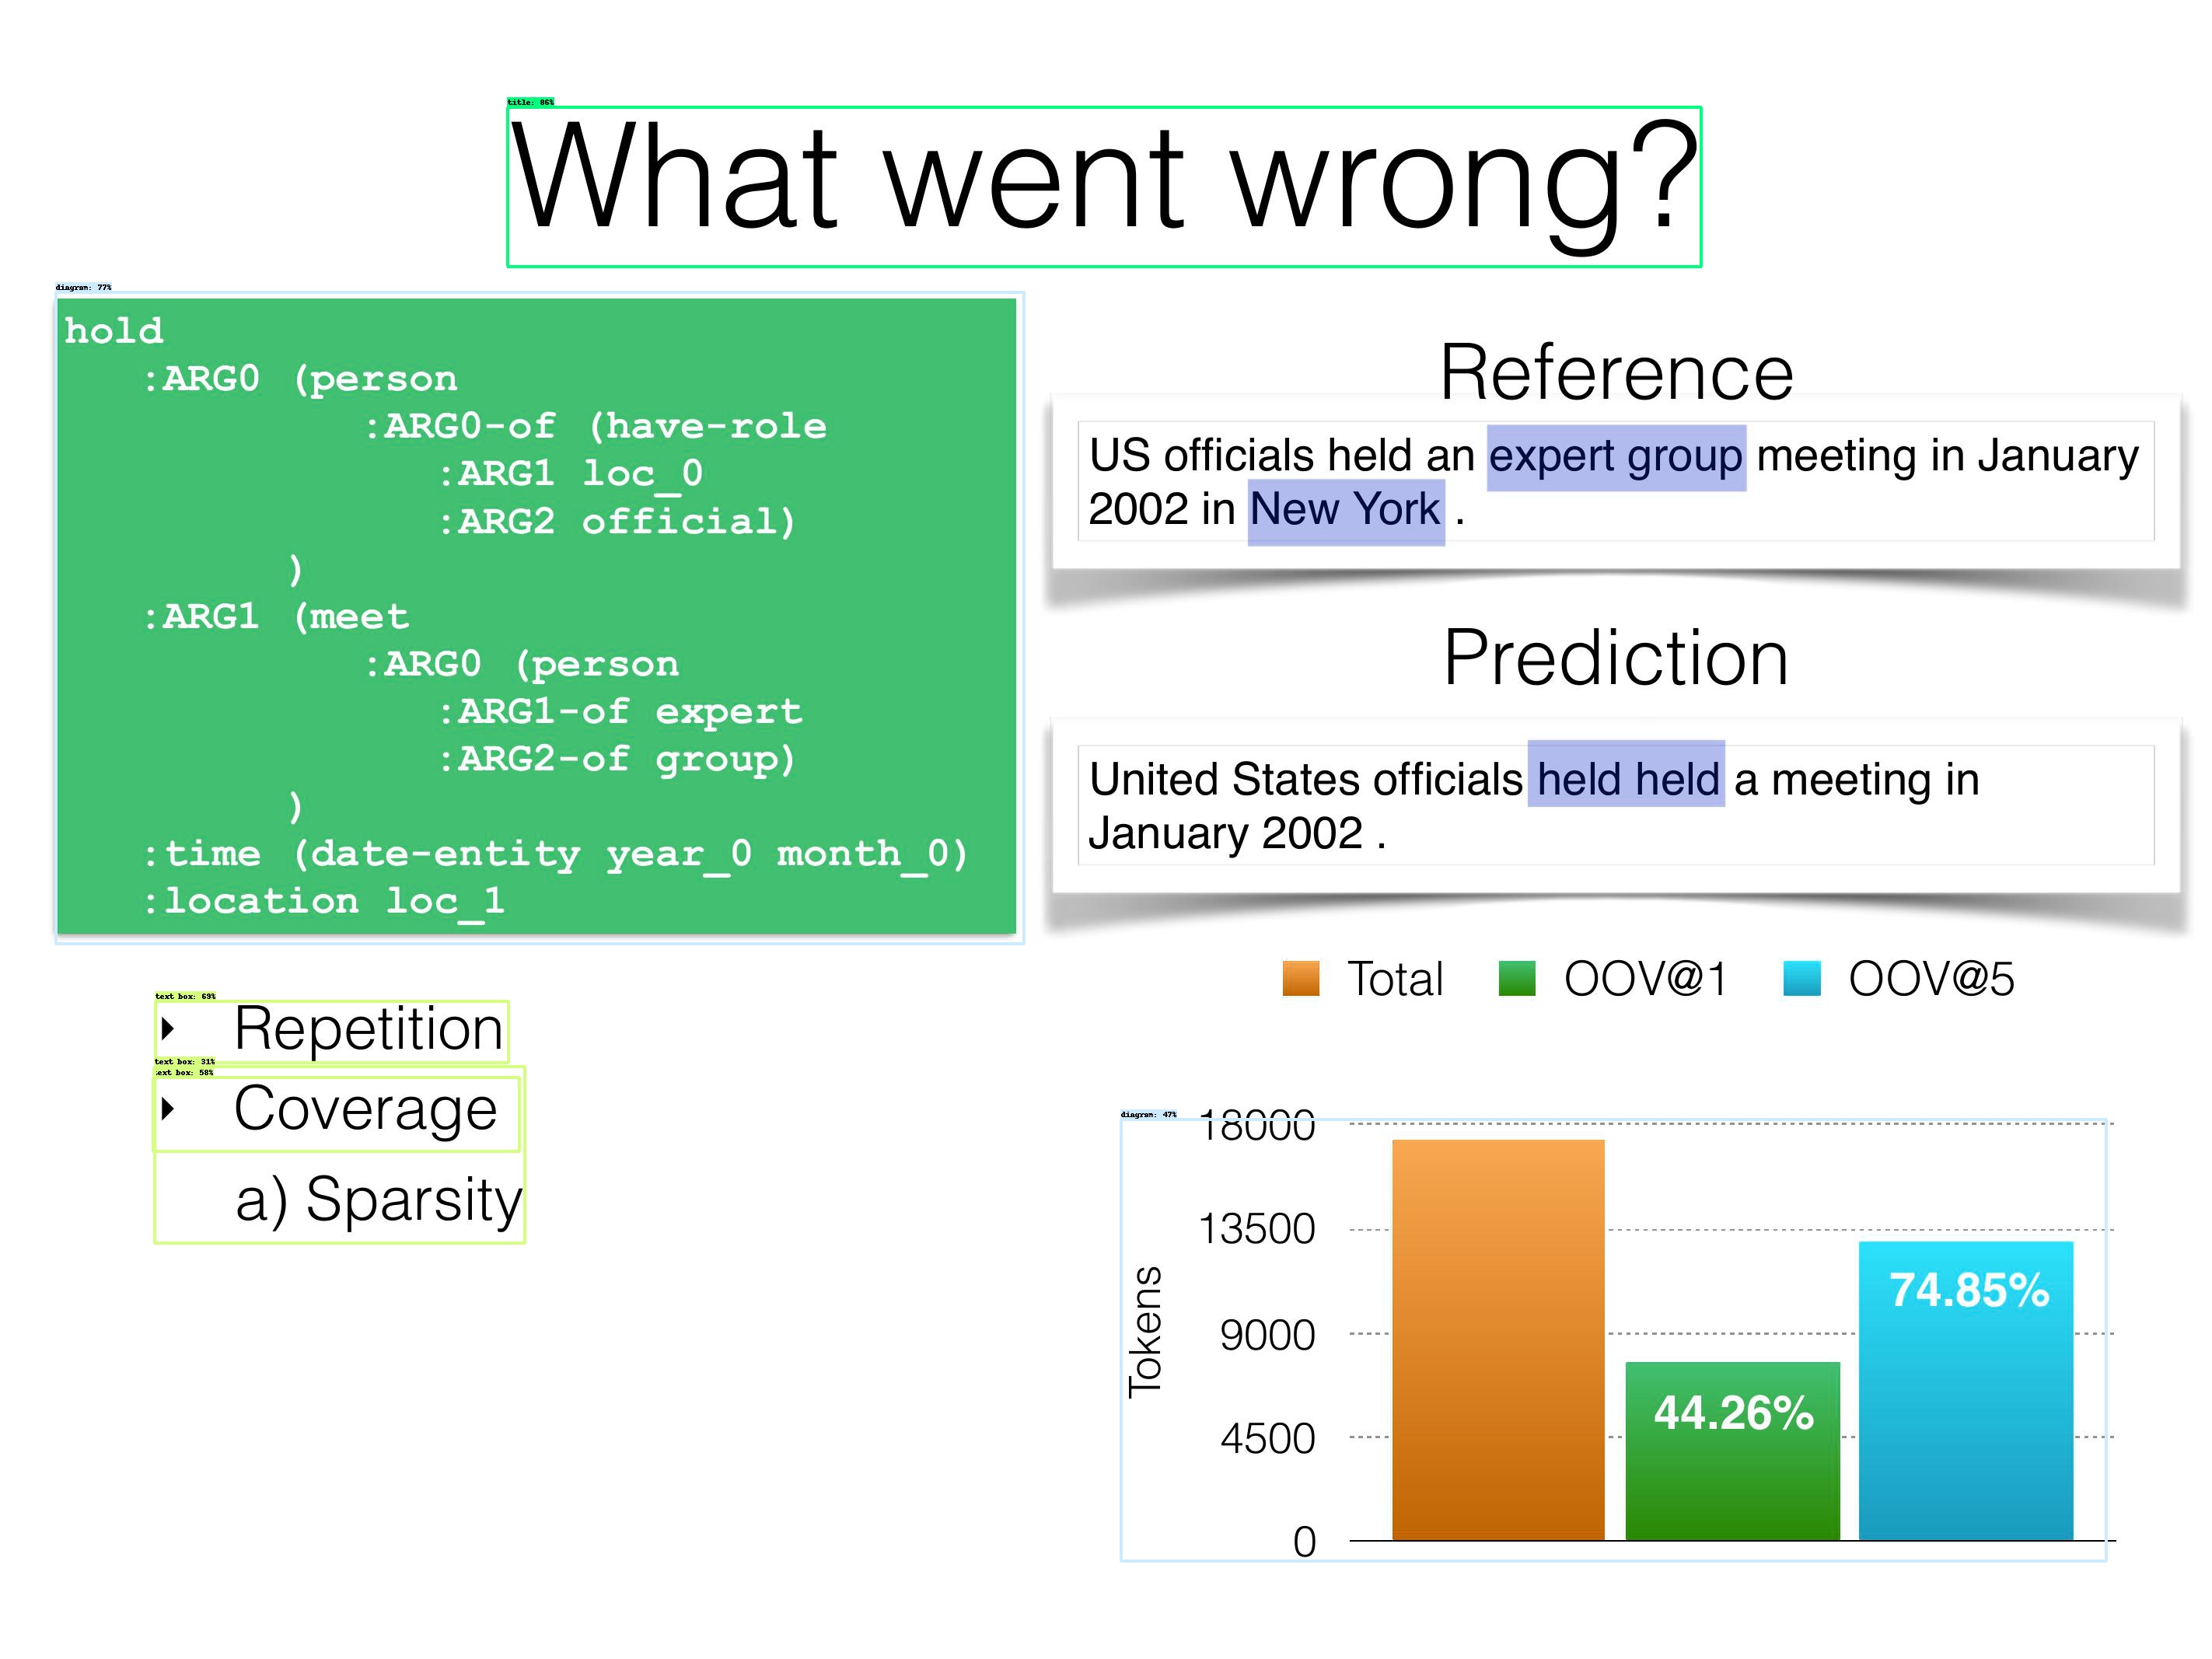 title: 86%
What went wrong?
diagram: 77%
hold
:ARG0 (person
:ARG0-of (have-role
:ARG1 loc_0
:ARG2 official)
)
:ARG1 (meet
:ARG0 (person
:ARG1-of expert
:ARG2-of group)
)
:time (date-entity year_0 month_0)
:location loc_1
Reference
US officials held an expert group meeting in January
2002 in New York .
Prediction
United States officials held held a meeting in
January 2002 .
text box: 69%
Repetition
text box: 31%
text box: 58%
Coverage
a) Sparsity
Total OOV@1 OOV@5
diagram: 47%
18000
13500
9000
4500
0
Tokens
44.26%
74.85%